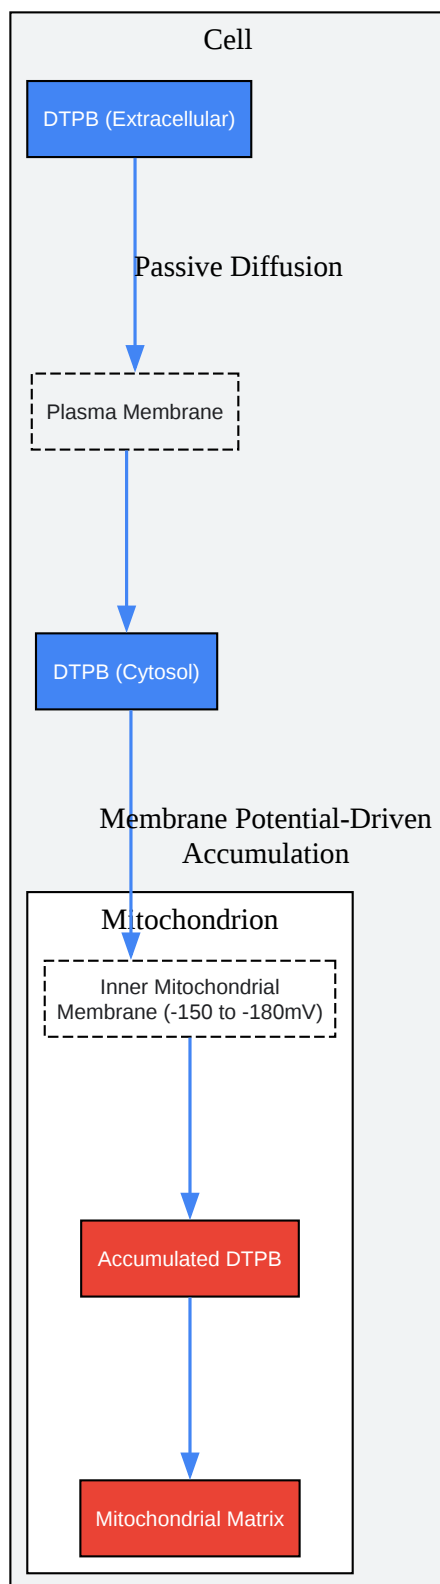 Cell
DTPB (Extracellular)
Passive Diffusion
Plasma Membrane
DTPB (Cytosol)
Membrane Potential-Driven
Accumulation
Mitochondrion
Inner Mitochondrial
Membrane (-150 to -180mV)
Accumulated DTPB
Mitochondrial Matrix